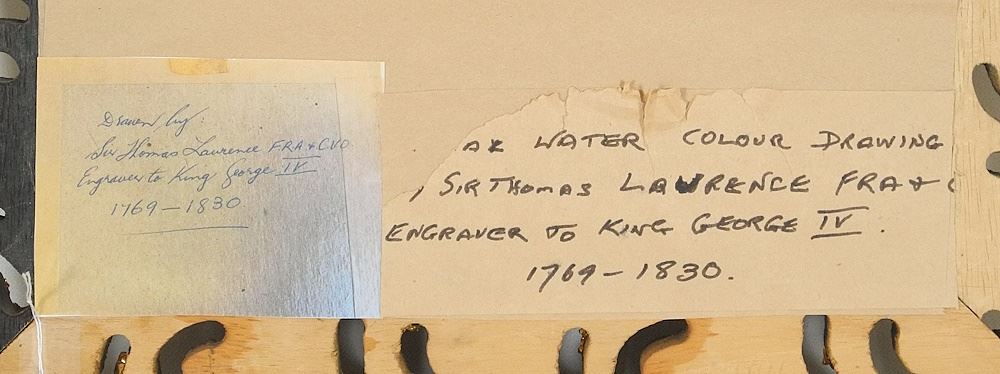 Drawn by:
Sir Thomas Laurence FRA & CVO
Engraver to King George IV
1769-1830
WATER COLOUR DRAWING
, SIR THOMAS LAWRENCE FRA &
ENGRAVER TO KING GEORGE IV.
1769-1830.